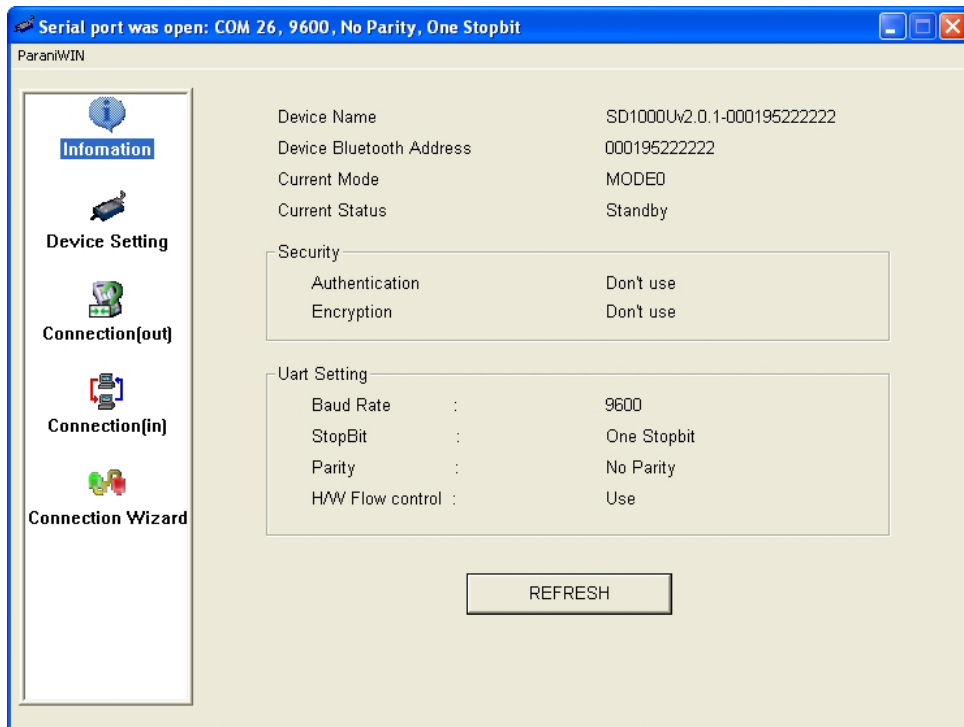 Serial port was open: COM 26, 9600, No Parity, One Stopbit
ParaniWIN
Infomation
Device Setting
Connection(out)
Connection(in)
Connection Wizard
Device Name SD1000Uv2.0.1-000195222222
Device Bluetooth Address 000195222222
Current Mode MODE0
Current Status Standby
Security
Authentication Don't use
Encryption Don't use
Uart Setting
Baud Rate : 9600
StopBit : One Stopbit
Parity : No Parity
H/W Flow control : Use
REFRESH